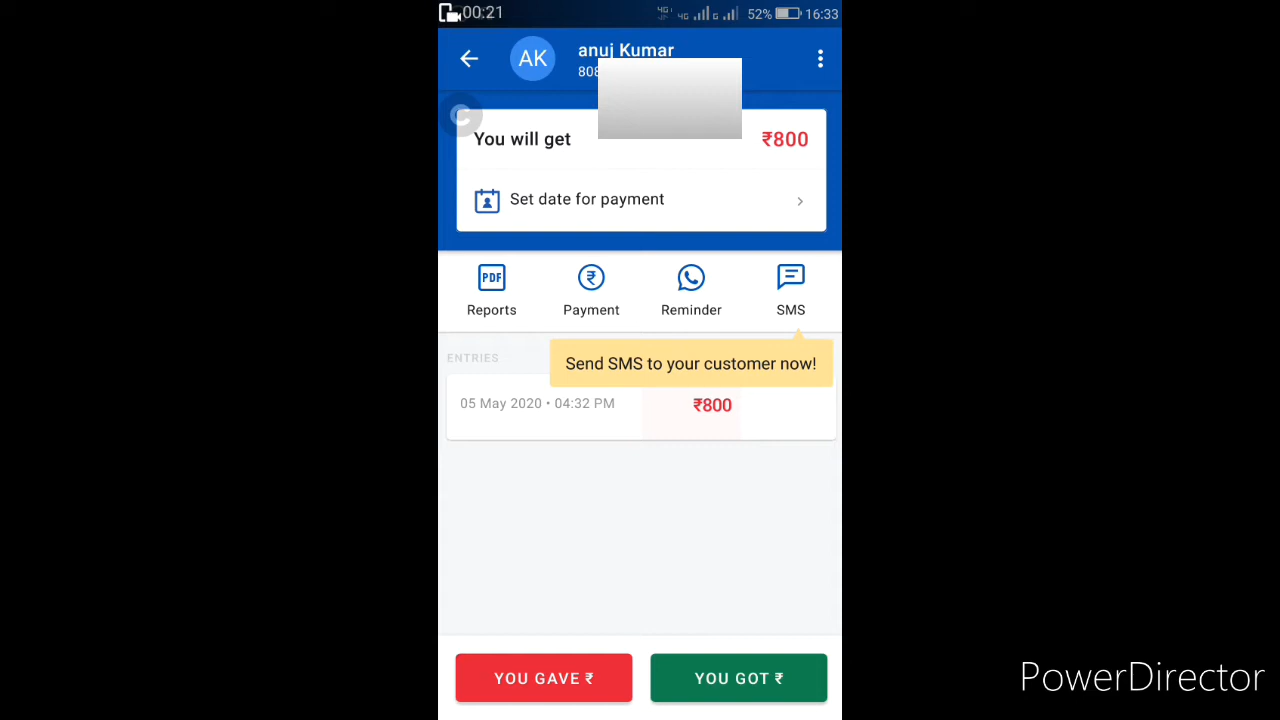 00:21
4G
4G
G
52%
16:33
AK
anuj Kumar
808
You will get
₹800
Set date for payment
PDF
Reports
₹
Payment
Reminder
SMS
ENTRIES
Send SMS to your customer now!
05 May 2020 • 04:32 PM
₹800
YOU GAVE ₹
YOU GOT ₹
PowerDirector